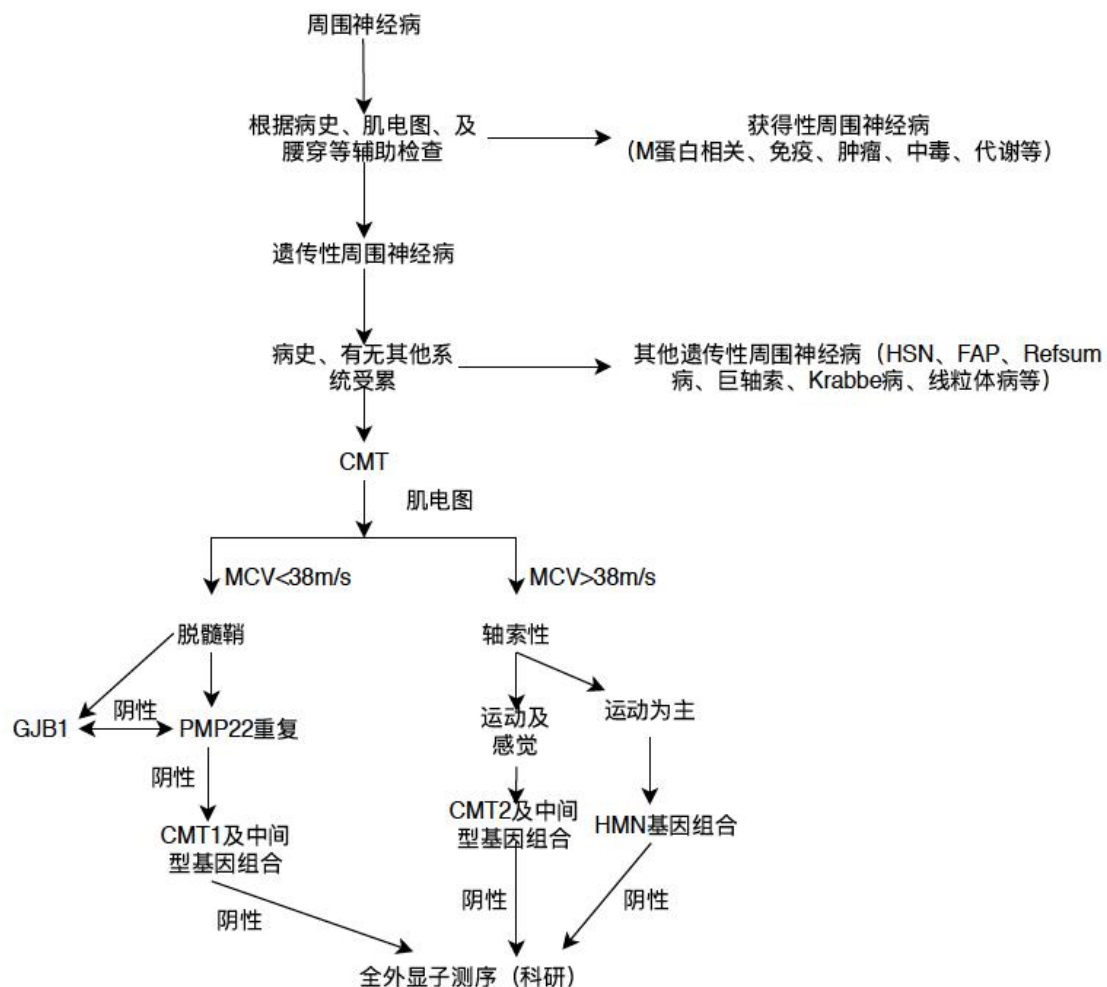 周围神经病
根据病史、肌电图、及
腰穿等辅助检查
获得性周围神经病
(M蛋白相关、免疫、肿瘤、中毒、代谢等)
遗传性周围神经病
病史、有无其他系
统受累
其他遗传性周围神经病(HSN、FAP、Refsum
病、巨轴索、Krabbe病、线粒体病等)
CMT
肌电图
MCV<38m/s
MCV>38m/s
脱髓鞘
轴索性
GJB1
阴性
PMP22重复
运动及
感觉
运动为主
阴性
CMT1及中间
型基因组合
CMT2及中间
型基因组合
HMN基因组合
阴性
阴性
阴性
全外显子测序(科研)